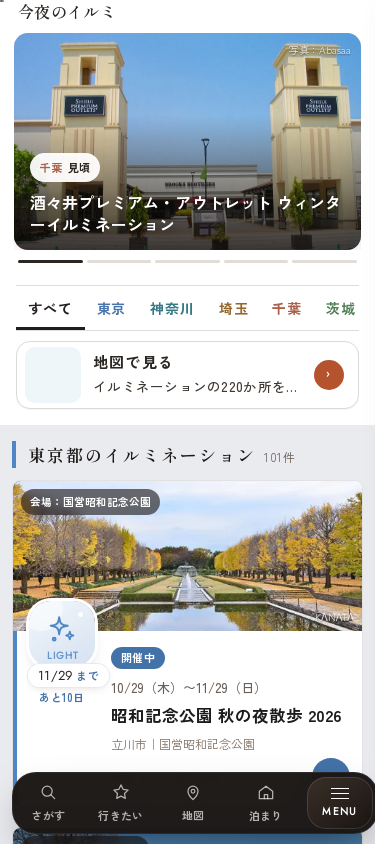 今夜のイルミ
写真：Abasaa
SHISUI
PREMIUM
OUTLETS
SHISUI
PREMIUM
OUTLETS
千葉 見頃
酒々井プレミアム・アウトレット ウィンタ
ーイルミネーション
すべて 東京 神奈川 埼玉 千葉 茨城
地図で見る
イルミネーションの220か所を…
›
東京都のイルミネーション 101件
会場：国営昭和記念公園
KANATA
LIGHT
11/29 まで
あと10日
開催中
10/29（木）〜11/29（日）
昭和記念公園 秋の夜散歩 2026
立川市｜国営昭和記念公園
さがす 行きたい 地図 泊まり MENU